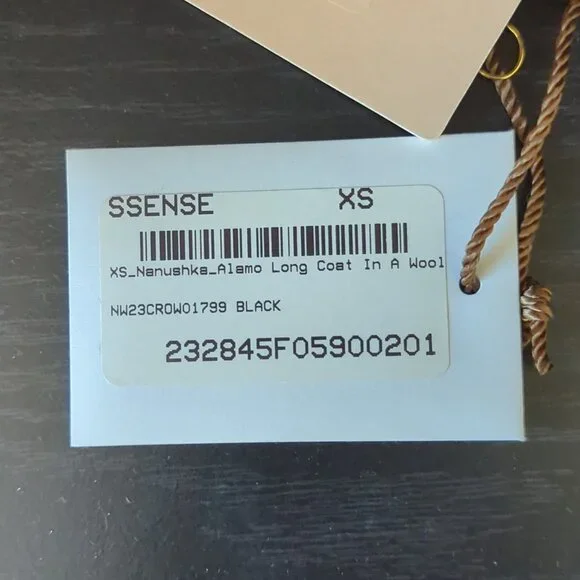 SSENSE XS
XS_Nanushka_Alamo Long Coat In A Wool
NW23CROW01799 BLACK
232845F05900201